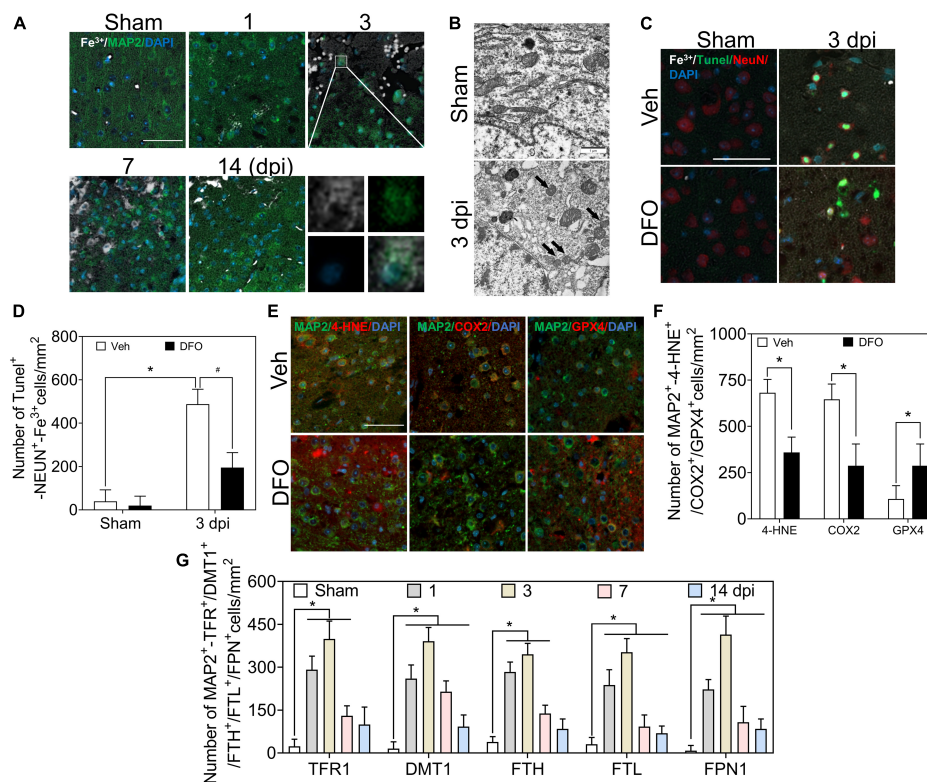 A
Sham
1
3
Fe³⁺/MAP2/DAPI
7
14 (dpi)
B
Sham
3 dpi
C
Sham
3 dpi
Fe³⁺/Tunel/NeuN/
DAPI
Veh
DFO
D
Number of Tunel⁺
-NEUN⁺-Fe³⁺cells/mm2
800
600
400
200
0
Veh
DFO
*
#
Sham
3 dpi
E
MAP2/4-HNE/DAPI
MAP2/COX2/DAPI
MAP2/GPX4/DAPI
Veh
DFO
F
Number of MAP2⁺-4-HNE⁺
/COX2⁺/GPX4⁺cells/mm2
1000
750
500
250
0
Veh
DFO
*
*
*
4-HNE
COX2
GPX4
G
Number of MAP2⁺-TFR⁺/DMT1⁺
/FTH⁺/FTL⁺/FPN⁺cells/mm²
600
450
300
150
0
Sham
1
3
7
14 dpi
*
*
*
*
*
TFR1
DMT1
FTH
FTL
FPN1